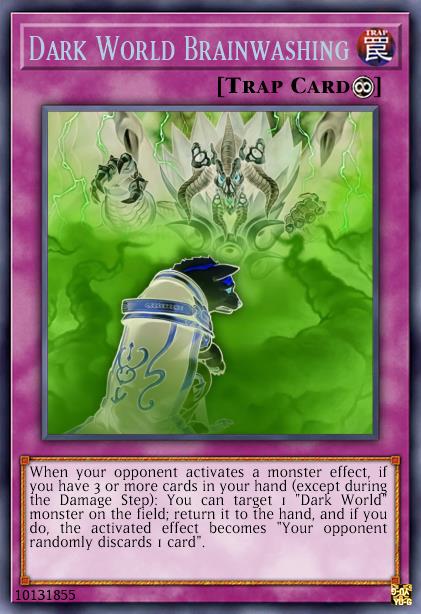 DARK WORLD BRAINWASHING
TRAP
罠
[TRAP CARD]
When your opponent activates a monster effect, if
you have 3 or more cards in your hand (except during
the Damage Step): You can target 1 "Dark World"
monster on the field; return it to the hand, and if you
do, the activated effect becomes "Your opponent
randomly discards 1 card".
10131855